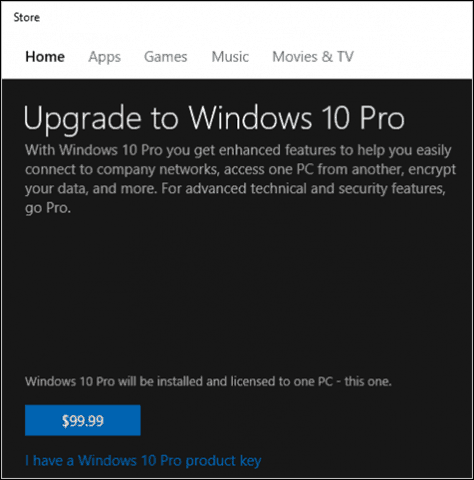 Store
Home Apps Games Music Movies & TV
Upgrade to Windows 10 Pro
With Windows 10 Pro you get enhanced features to help you easily
connect to company networks, access one PC from another, encrypt
your data, and more. For advanced technical and security features,
go Pro.
Windows 10 Pro will be installed and licensed to one PC - this one.
$99.99
I have a Windows 10 Pro product key